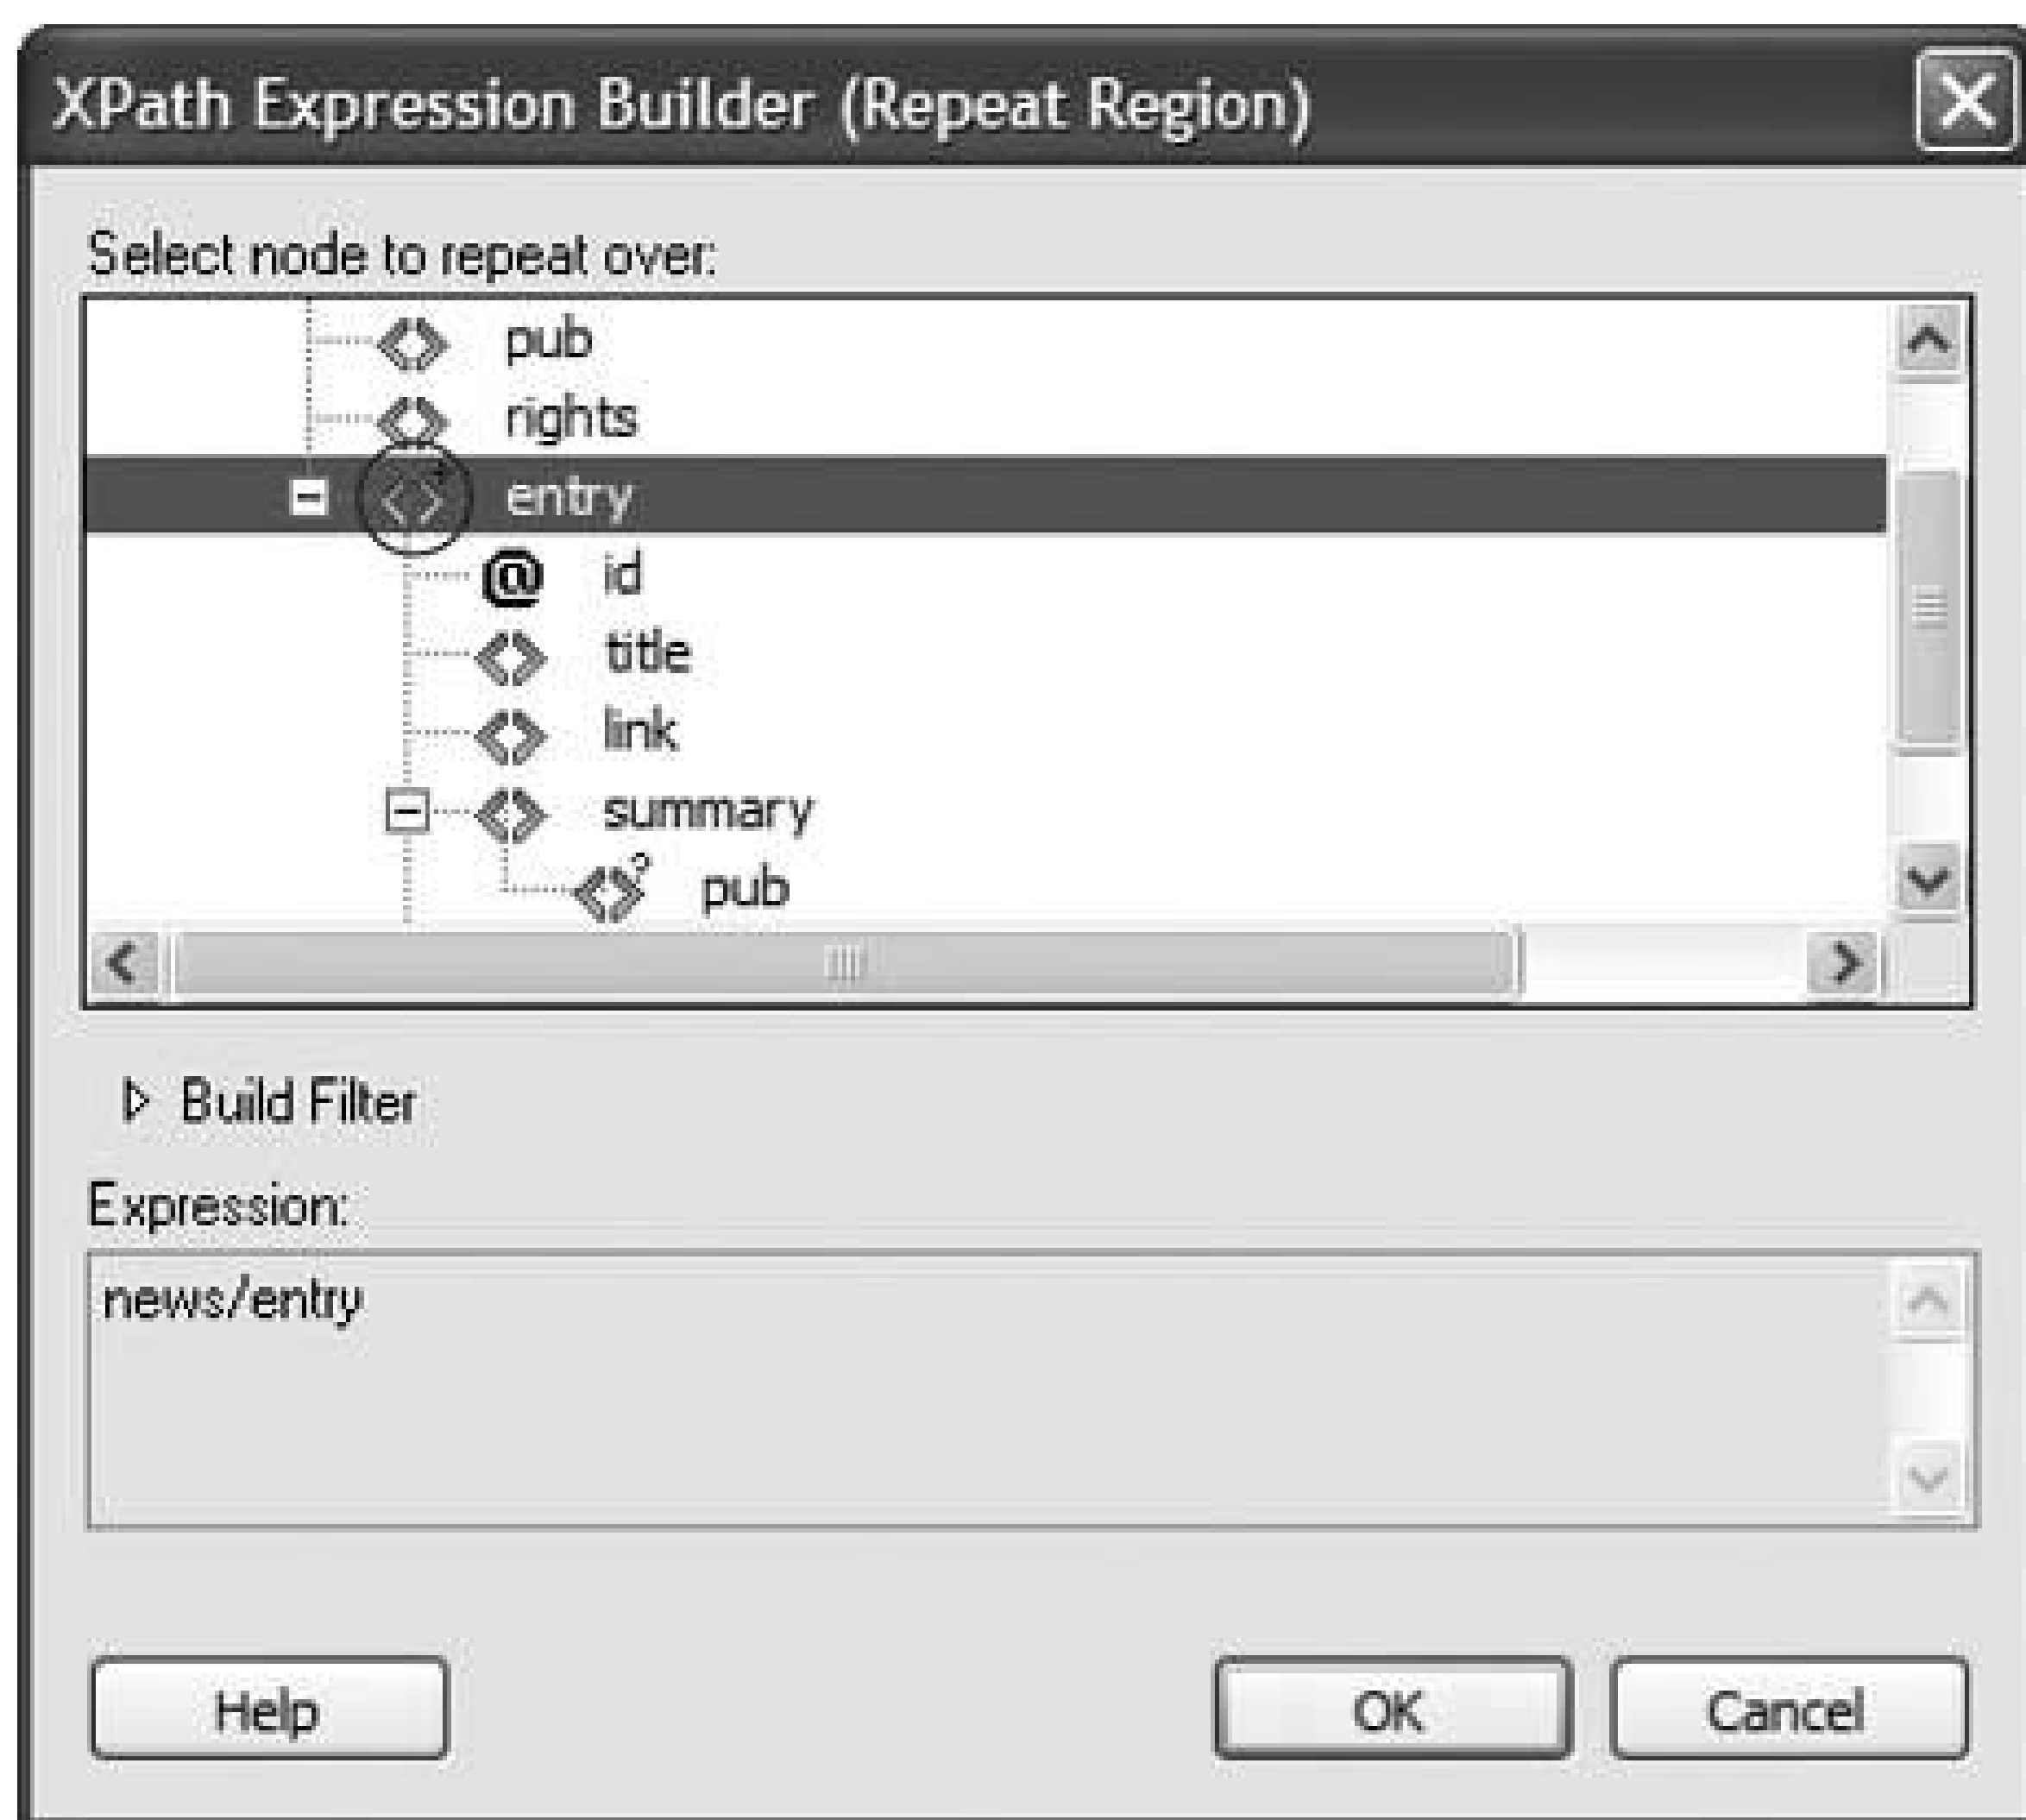 XPath Expression Builder (Repeat Region)
Select node to repeat over:
pub
rights
entry
@ id
title
link
summary
? pub
Build Filter
Expression:
news/entry
Help OK Cancel